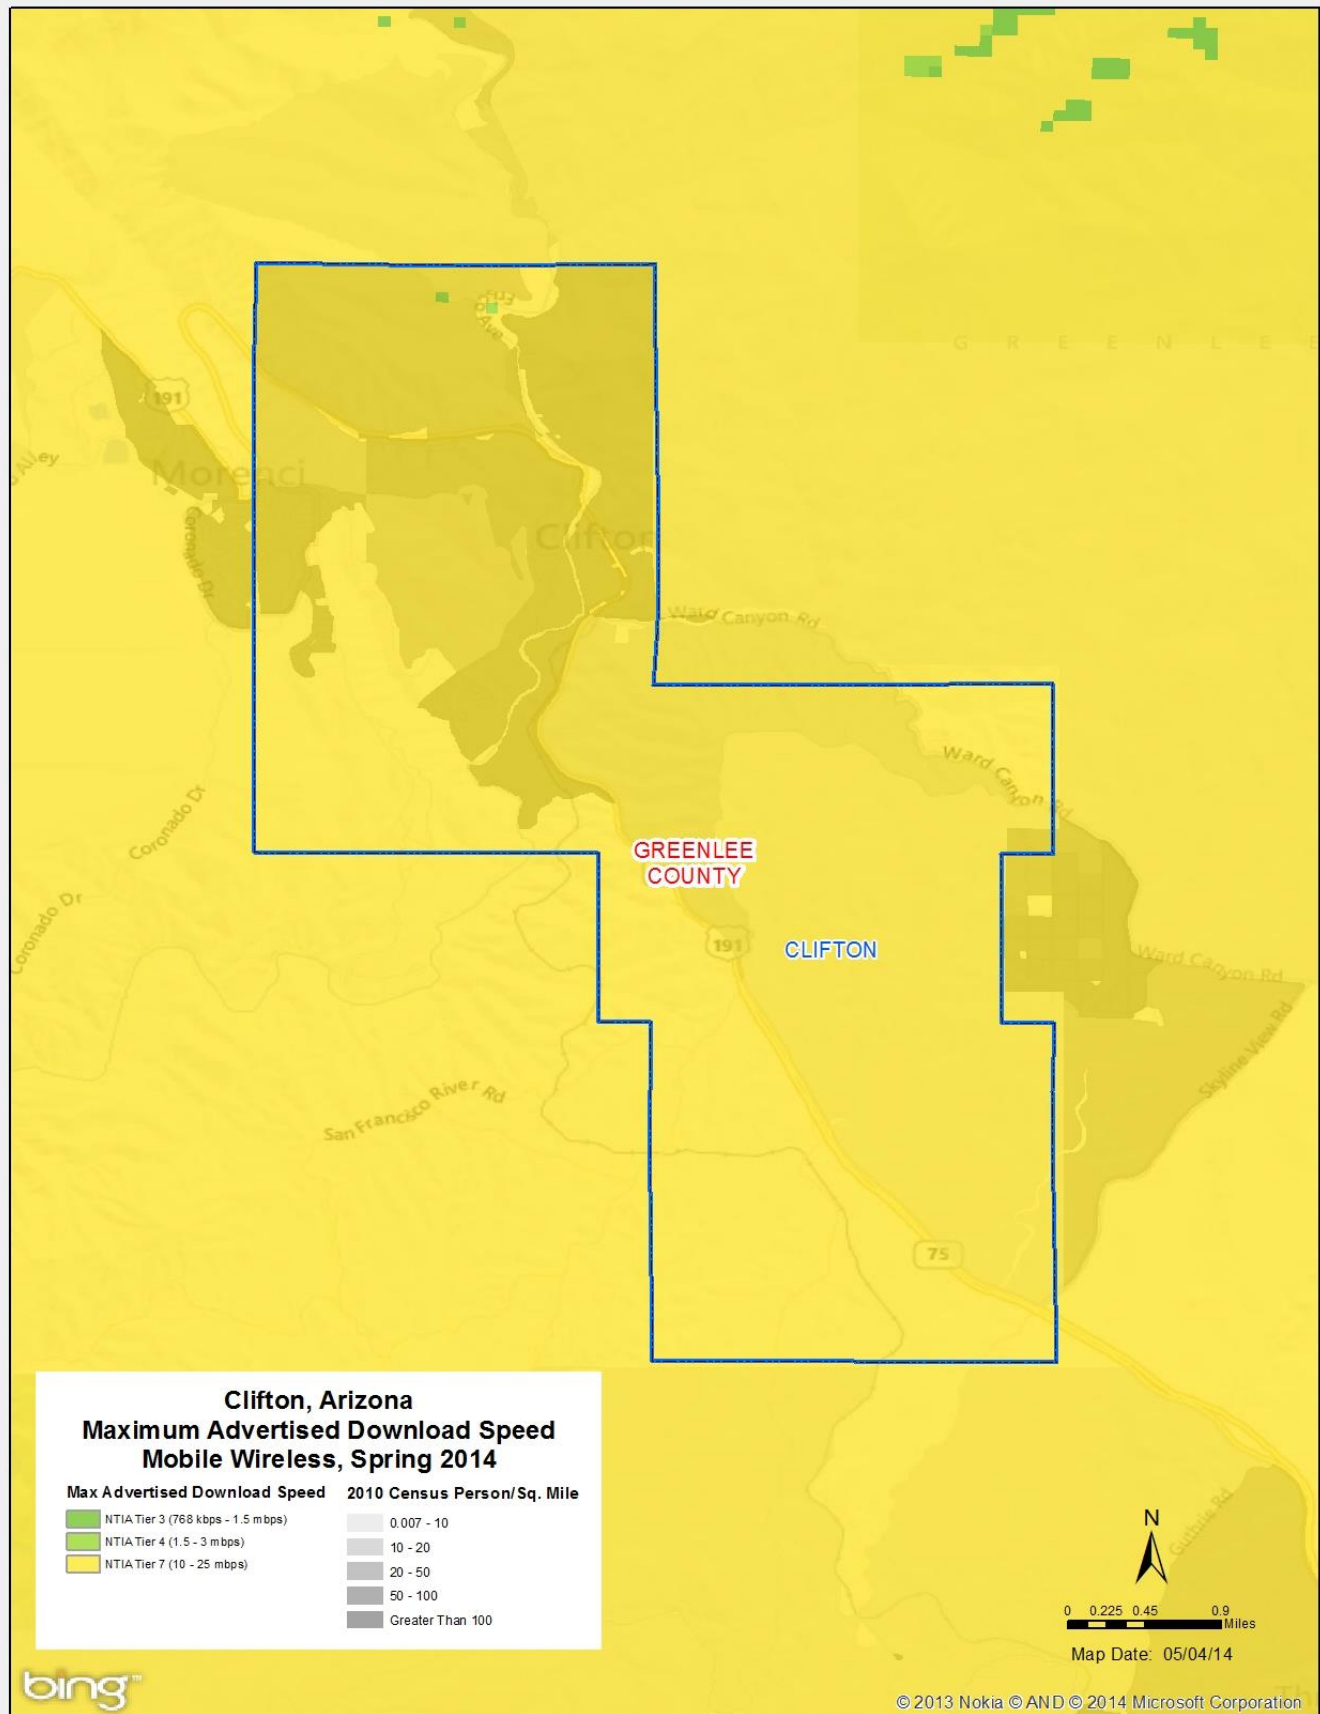 GREENLEE
191
Alley
Morenci
Coronado Dr
Clifton
Ward Canyon Rd
Ward Canyon Rd
Coronado Dr
GREENLEE
COUNTY
Coronado Dr
191
CLIFTON
Ward Canyon Rd
Skyline View Rd
San Francisco River Rd
75
Clifton, Arizona
Maximum Advertised Download Speed
Mobile Wireless, Spring 2014
Max Advertised Download Speed
NTIA Tier 3 (768 kbps - 1.5 mbps)
NTIA Tier 4 (1.5 - 3 mbps)
NTIA Tier 7 (10 - 25 mbps)
2010 Census Person/Sq. Mile
0.007 - 10
10 - 20
20 - 50
50 - 100
Greater Than 100
Guthrie Rd
N
0 0.225 0.45 0.9
Miles
Map Date: 05/04/14
bing™
© 2013 Nokia © AND © 2014 Microsoft Corporation